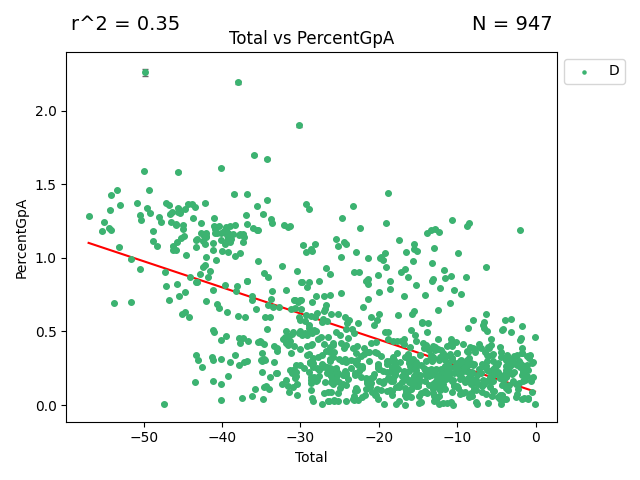 r^2 = 0.35
N = 947
Total vs PercentGpA
D
PercentGpA
2.0
1.5
1.0
0.5
0.0
−50
−40
−30
−20
−10
0
Total